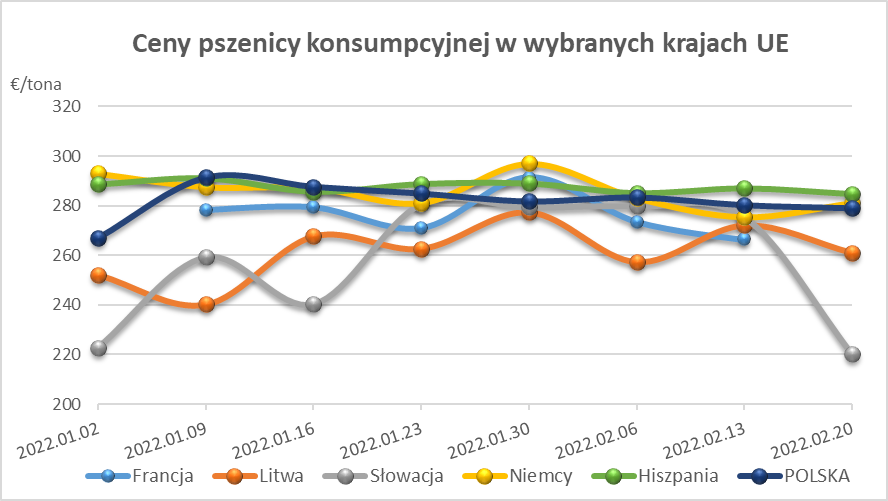 Ceny pszenicy konsumpcyjnej w wybranych krajach UE
€/tona
320
300
280
260
240
220
200
2022.01.02 2022.01.09 2022.01.16 2022.01.23 2022.01.30 2022.02.06 2022.02.13 2022.02.20
Francja Litwa Słowacja Niemcy Hiszpania POLSKA